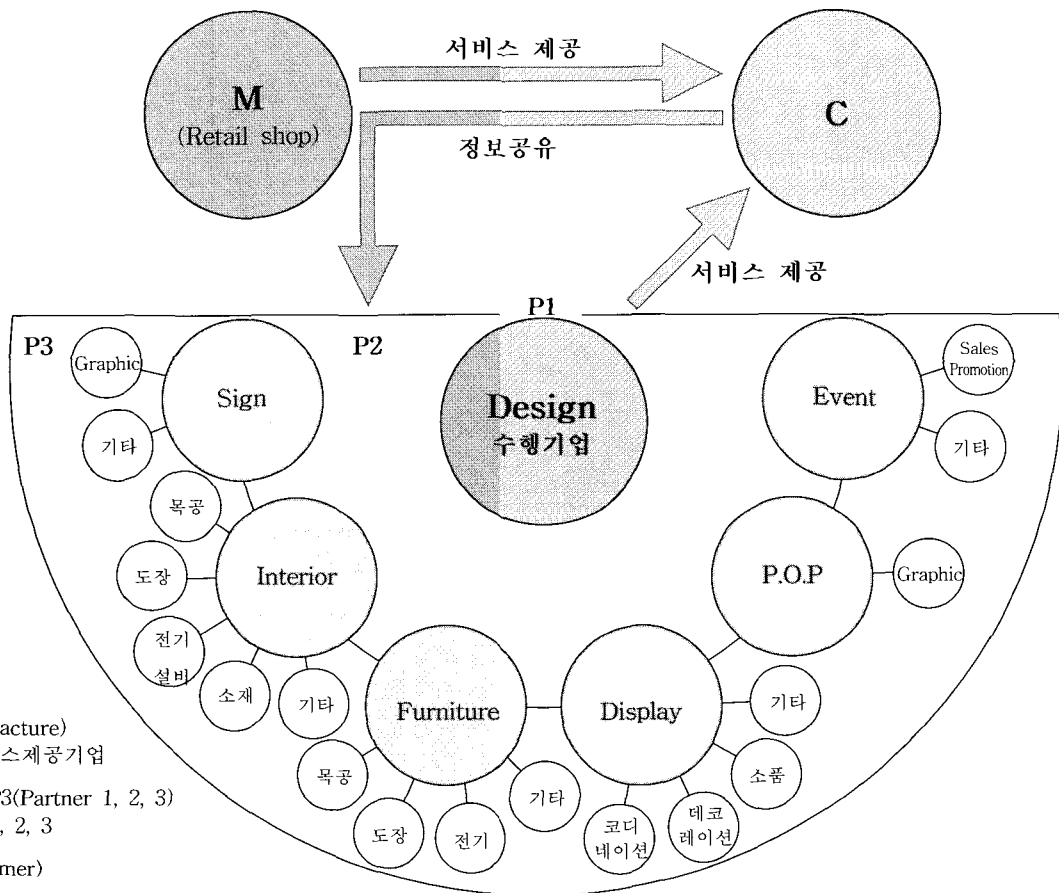 서비스 제공
M
(Retail shop)
C
정보공유
서비스 제공
P1
P3
P2
Graphic
Sign
Design
수행기업
Event
Sales
Promotion
기타
기타
목공
도장
Interior
P.O.P
Graphic
전기
설비
소재
기타
Furniture
Display
기타
목공
기타
소품
도장
전기
코디
네이션
데코
레이션
acture)
스제공기업
3(Partner 1, 2, 3)
, 2, 3
mer)